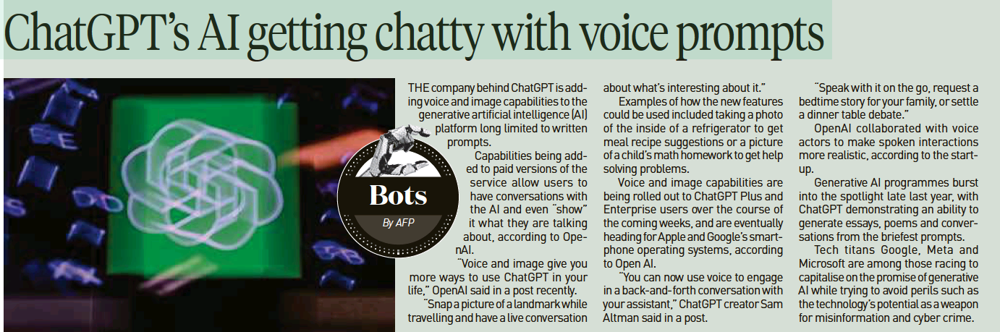 ChatGPT's AI getting chatty with voice prompts
Bots
By AFP
THE company behind ChatGPT is add-
ing voice and image capabilities to the
generative artificial intelligence (AI)
platform long limited to written
prompts.
Capabilities being add-
ed to paid versions of the
service allow users to
have conversations with
the AI and even “show”
it what they are talking
about, according to Ope-
nAI.
“Voice and image give you
more ways to use ChatGPT in your
life,” OpenAI said in a post recently.
“Snap a picture of a landmark while
travelling and have a live conversation
about what's interesting about it.”
Examples of how the new features
could be used included taking a photo
of the inside of a refrigerator to get
meal recipe suggestions or a picture
of a child's math homework to get help
solving problems.
Voice and image capabilities are
being rolled out to ChatGPT Plus and
Enterprise users over the course of
the coming weeks, and are eventually
heading for Apple and Google's smart-
phone operating systems, according
to Open AI.
“You can now use voice to engage
in a back-and-forth conversation with
your assistant,” ChatGPT creator Sam
Altman said in a post.
“Speak with it on the go, request a
bedtime story for your family, or settle
a dinner table debate.”
OpenAI collaborated with voice
actors to make spoken interactions
more realistic, according to the start-
up.
Generative AI programmes burst
into the spotlight late last year, with
ChatGPT demonstrating an ability to
generate essays, poems and conver-
sations from the briefest prompts.
Tech titans Google, Meta and
Microsoft are among those racing to
capitalise on the promise of generative
AI while trying to avoid perils such as
the technology's potential as a weapon
for misinformation and cyber crime.